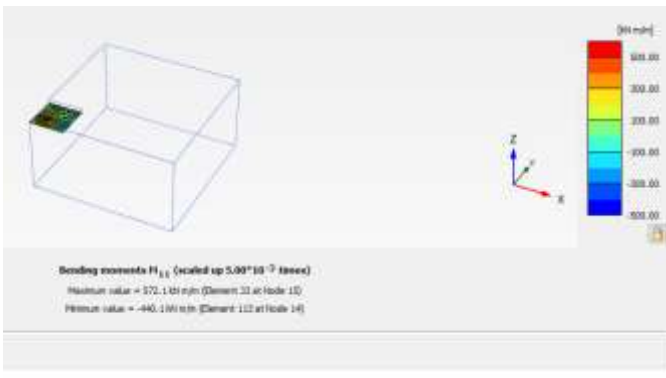 [kN m/m]
500.00
300.00
100.00
-100.00
-300.00
-500.00
Z
Y
X
Bending moments M11 (scaled up 5.00*10-3 times)
Maximum value = 572.1 kN m/m (Element 33 at Node 15)
Minimum value = -440.1 kN m/m (Element 112 at Node 14)